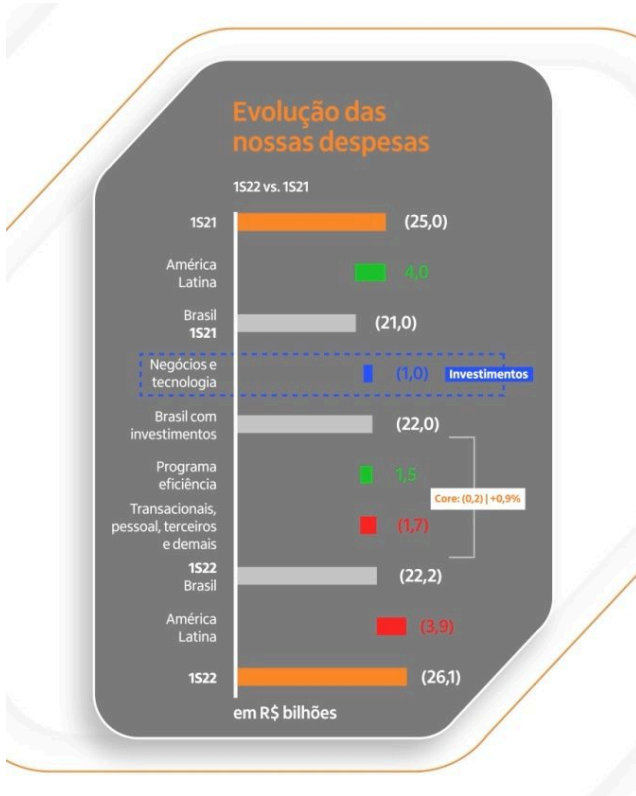 Evolução das
nossas despesas
1S22 vs. 1S21
1S21
(25,0)
América
Latina
4,0
Brasil
1S21
(21,0)
Negócios e
tecnologia
(1,0)
Investimentos
Brasil com
investimentos
(22,0)
Programa
eficiência
1,5
Core: (0,2) | +0,9%
Transacionais,
pessoal, terceiros
e demais
(1,7)
1S22
Brasil
(22,2)
América
Latina
(3,9)
1S22
(26,1)
em R$ bilhões